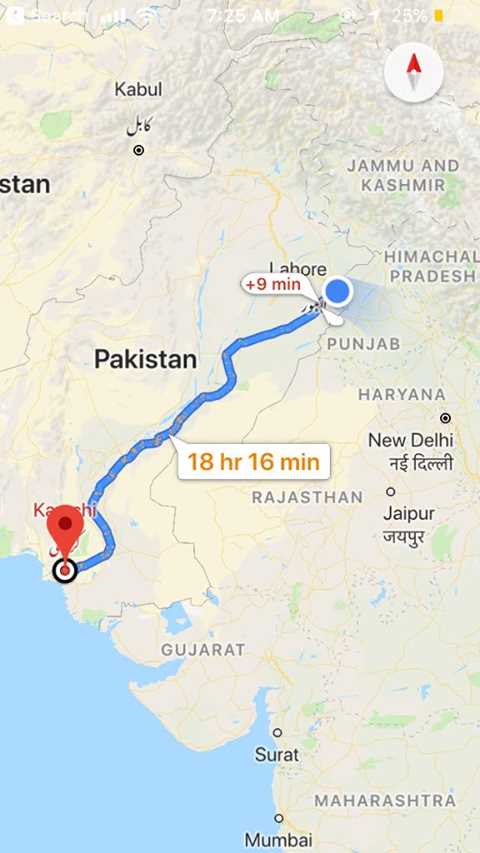 Search
7:25 AM
25%
Kabul
کابل
stan
JAMMU AND
KASHMIR
HIMACHAL
PRADESH
Lahore
+9 min
لاہور
PUNJAB
Pakistan
HARYANA
New Delhi
नई दिल्ली
18 hr 16 min
RAJASTHAN
Jaipur
जयपुर
GUJARAT
Surat
MAHARASHTRA
Mumbai